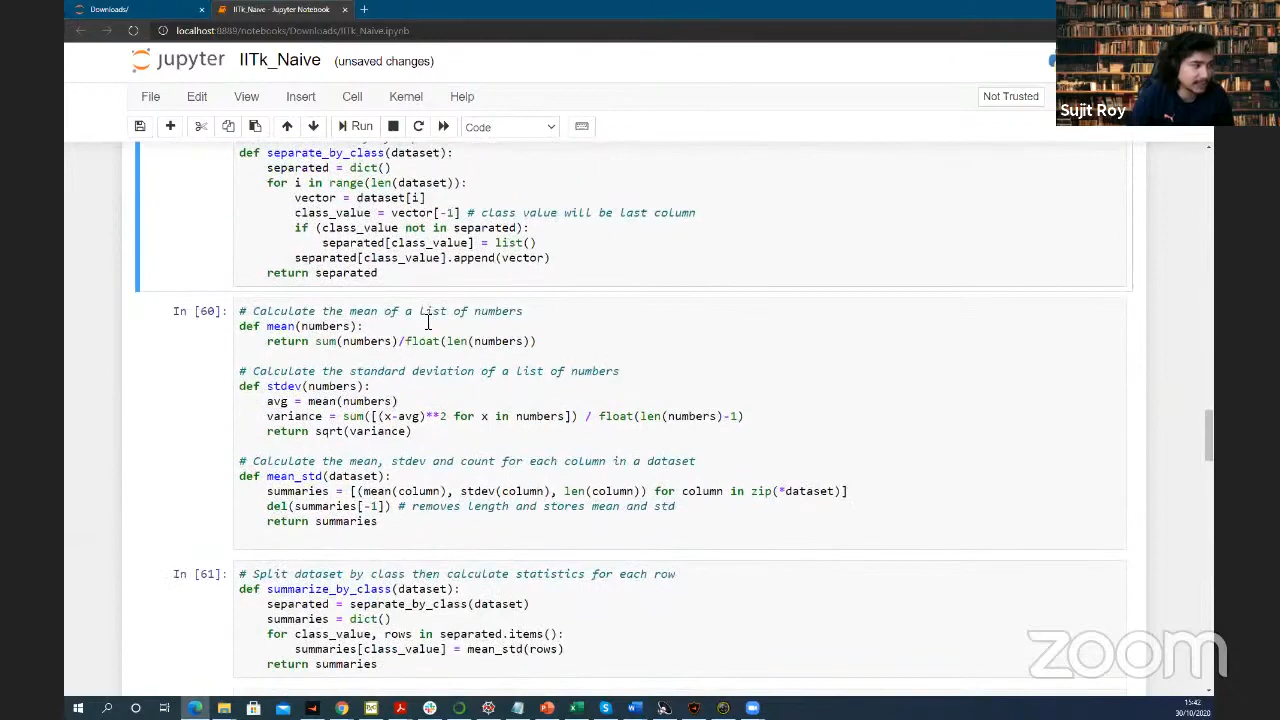 Downloads/
IITk_Naive - Jupyter Notebook
localhost:8889/notebooks/Downloads/IITk_Naive.ipynb
jupyter IITk_Naive (unsaved changes)
Sujit Roy
File Edit View Insert Cell Kernel Help
Not Trusted
Run
Code
def separate_by_class(dataset):
    separated = dict()
    for i in range(len(dataset)):
        vector = dataset[i]
        class_value = vector[-1] # class value will be last column
        if (class_value not in separated):
            separated[class_value] = list()
        separated[class_value].append(vector)
    return separated
In [60]:
# Calculate the mean of a list of numbers
def mean(numbers):
    return sum(numbers)/float(len(numbers))
# Calculate the standard deviation of a list of numbers
def stdev(numbers):
    avg = mean(numbers)
    variance = sum([(x-avg)**2 for x in numbers]) / float(len(numbers)-1)
    return sqrt(variance)
# Calculate the mean, stdev and count for each column in a dataset
def mean_std(dataset):
    summaries = [(mean(column), stdev(column), len(column)) for column in zip(*dataset)]
    del(summaries[-1]) # removes length and stores mean and std
    return summaries
In [61]:
# Split dataset by class then calculate statistics for each row
def summarize_by_class(dataset):
    separated = separate_by_class(dataset)
    summaries = dict()
    for class_value, rows in separated.items():
        summaries[class_value] = mean_std(rows)
    return summaries
zoom
15:42
30/10/2020